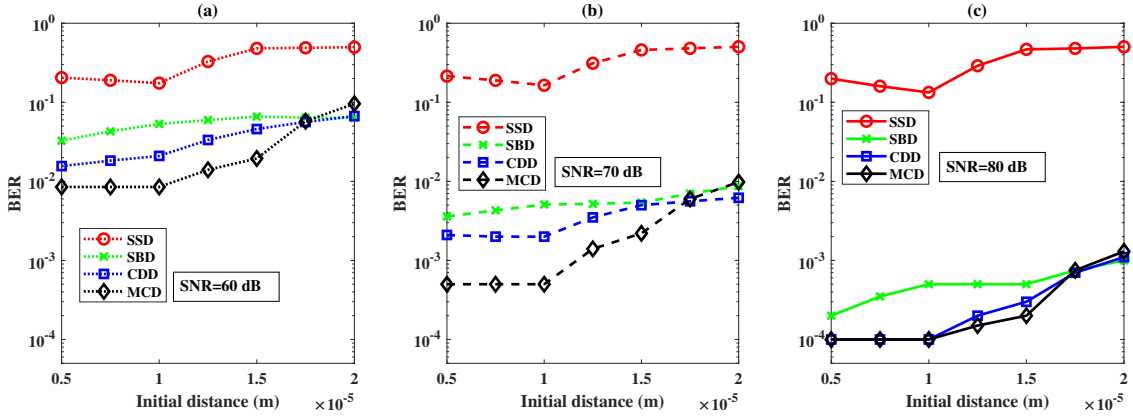 (a)
10^0
10^-1
10^-2
10^-3
10^-4
BER
SSD
SBD
CDD
MCD
SNR=60 dB
0.5 1 1.5 2
Initial distance (m) ×10^-5
(b)
10^0
10^-1
10^-2
10^-3
10^-4
BER
SSD
SBD
CDD
MCD
SNR=70 dB
0.5 1 1.5 2
Initial distance (m) ×10^-5
(c)
10^0
10^-1
10^-2
10^-3
10^-4
BER
SSD
SBD
CDD
MCD
SNR=80 dB
0.5 1 1.5 2
Initial distance (m) ×10^-5